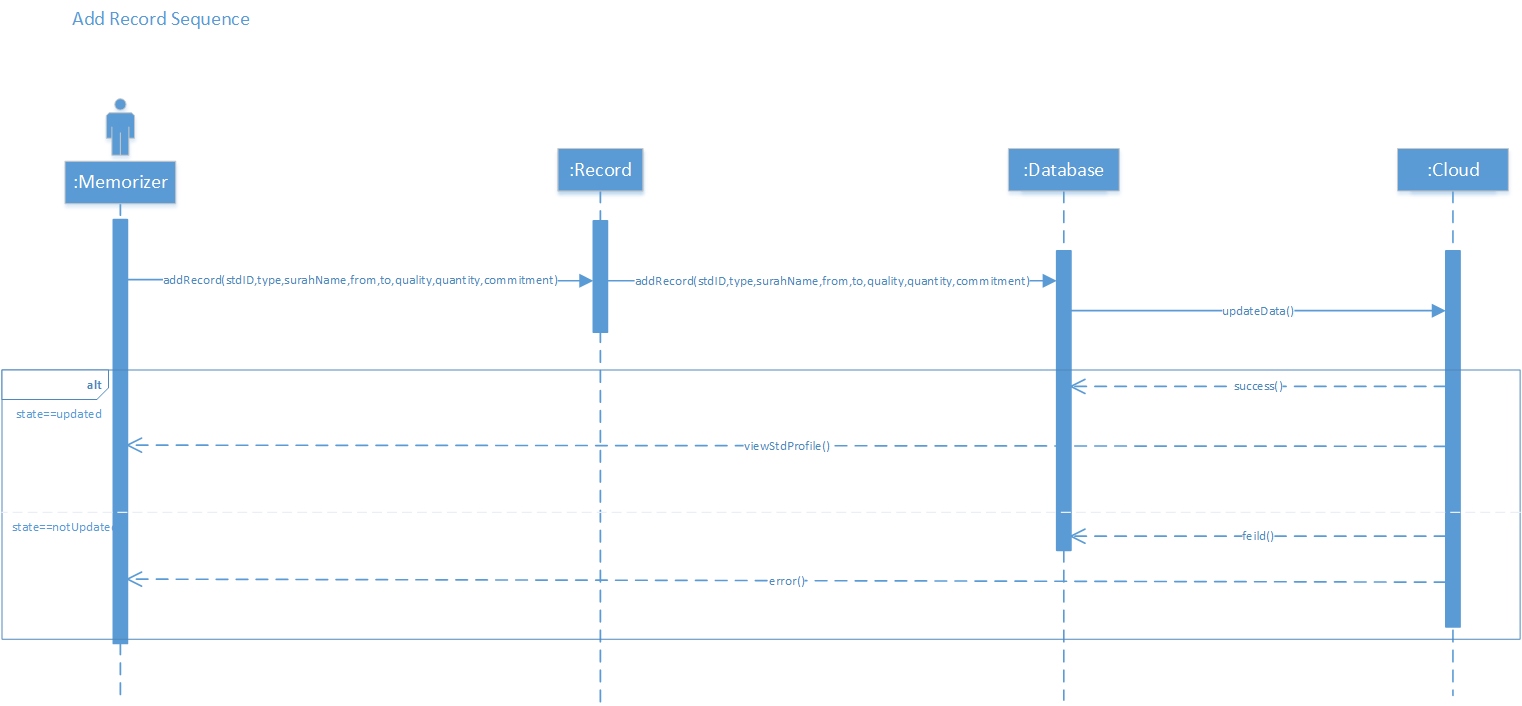 Add Record Sequence
:Memorizer
:Record
:Database
:Cloud
addRecord(stdID,type,surahName,from,to,quality,quantity,commitment)
addRecord(stdID,type,surahName,from,to,quality,quantity,commitment)
updateData()
alt
success()
state==updated
viewStdProfile()
state==notUpdate
feild()
error()